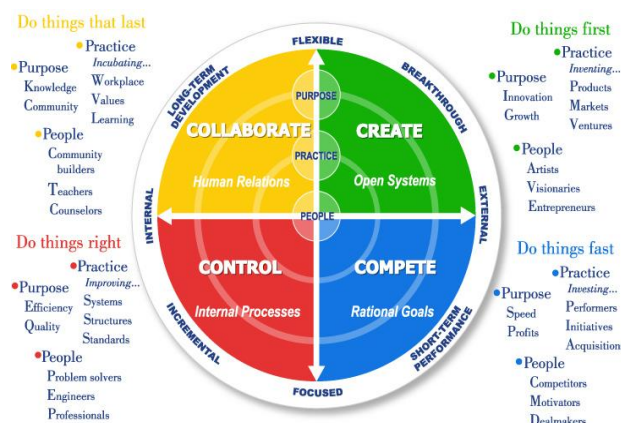 Do things that last
Practice
Incubating...
Workplace
Values
Learning
Purpose
Knowledge
Community
People
Community
builders
Teachers
Counselors
Do things first
Practice
Investing...
Products
Markets
Ventures
Purpose
Innovation
Growth
People
Artists
Visionaries
Entrepreneurs
FLEXIBLE
LONG-TERM
DEVELOPMENT
BREAKTHROUGH
PURPOSE
COLLABORATE
CREATE
PRACTICE
Human Relations
Open Systems
INTERNAL
PEOPLE
EXTERNAL
CONTROL
COMPETE
Internal Processes
Rational Goals
INCREMENTAL
SHORT-TERM
PERFORMANCE
FOCUSED
Do things right
Practice
Improving...
Systems
Structures
Standards
Purpose
Efficiency
Quality
People
Problem solvers
Engineers
Professionals
Do things fast
Practice
Investing...
Performers
Initiatives
Acquisition
Purpose
Speed
Profits
People
Competitors
Motivators
Dealmakers